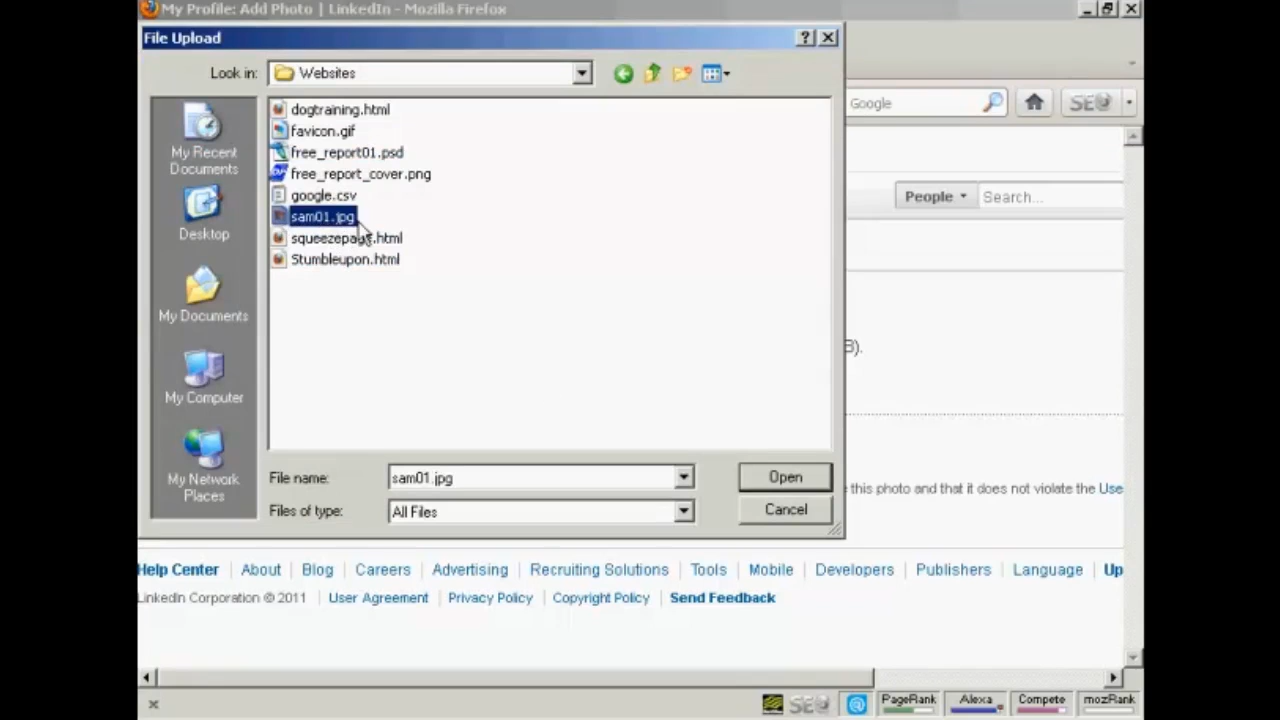 My Profile: Add Photo | LinkedIn - Mozilla Firefox
File Upload
Look in: Websites
My Recent Documents
Desktop
My Documents
My Computer
My Network Places
dogtraining.html
favicon.gif
free_report01.psd
free_report_cover.png
google.csv
sam01.jpg
squeezepage.html
Stumbleupon.html
File name: sam01.jpg
Open
Files of type: All Files
Cancel
Google
SE
People
Search...
B).
this photo and that it does not violate the Use
Help Center | About | Blog | Careers | Advertising | Recruiting Solutions | Tools | Mobile | Developers | Publishers | Language | Up
LinkedIn Corporation © 2011 | User Agreement | Privacy Policy | Copyright Policy | Send Feedback
SE
PageRank
Alexa
Compete
mozRank